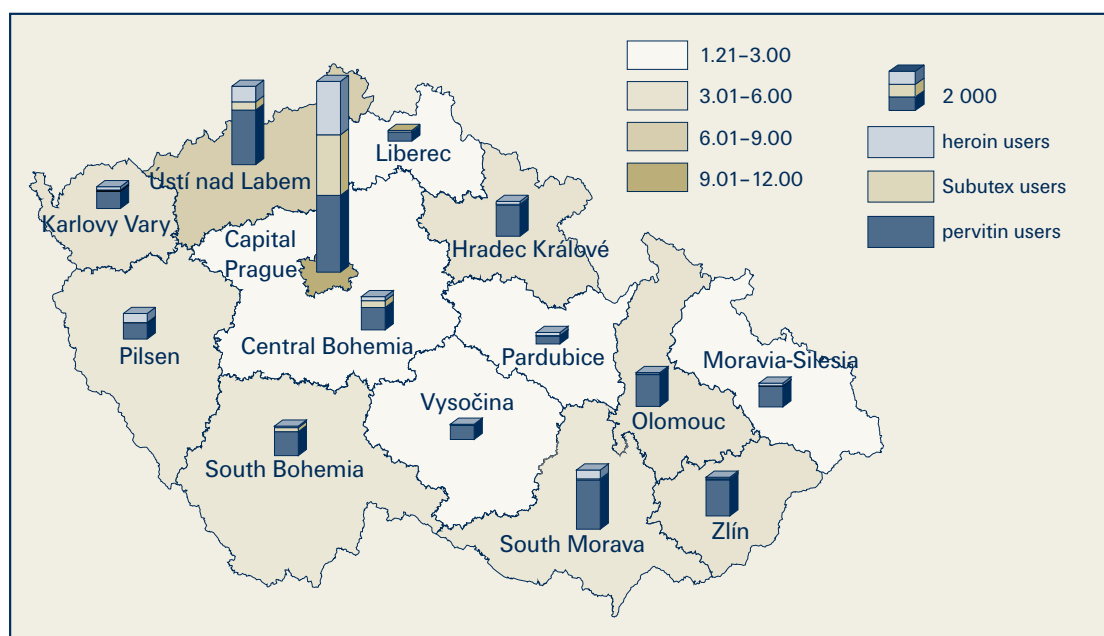 1.21–3.00
3.01–6.00
6.01–9.00
9.01–12.00
2 000
heroin users
Subutex users
pervitin users
Liberec
Ústí nad Labem
Karlovy Vary
Capital
Prague
Hradec Králové
Pilsen
Central Bohemia
Pardubice
Moravia-Silesia
Vysočina
Olomouc
South Bohemia
Zlín
South Morava